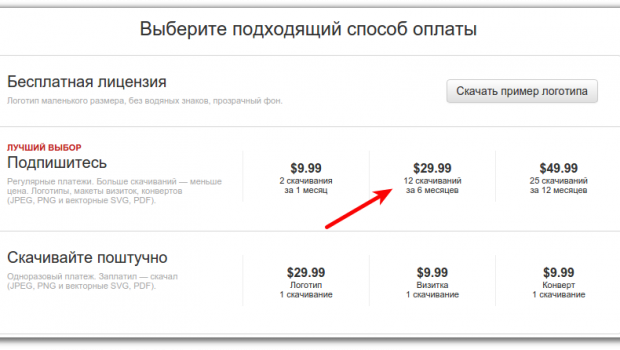 Выберите подходящий способ оплаты
Бесплатная лицензия
Логотип маленького размера, без водяных знаков, прозрачный фон.
Скачать пример логотипа
ЛУЧШИЙ ВЫБОР
Подпишитесь
Регулярные платежи. Больше скачиваний — меньше
цена. Логотипы, макеты визиток, конвертов
(JPEG, PNG и векторные SVG, PDF).
$9.99
2 скачивания
за 1 месяц
$29.99
12 скачиваний
за 6 месяцев
$49.99
25 скачиваний
за 12 месяцев
Скачивайте поштучно
Одноразовый платеж. Заплатил — скачал
(JPEG, PNG и векторные SVG, PDF).
$29.99
Логотип
1 скачивание
$9.99
Визитка
1 скачивание
$9.99
Конверт
1 скачивание